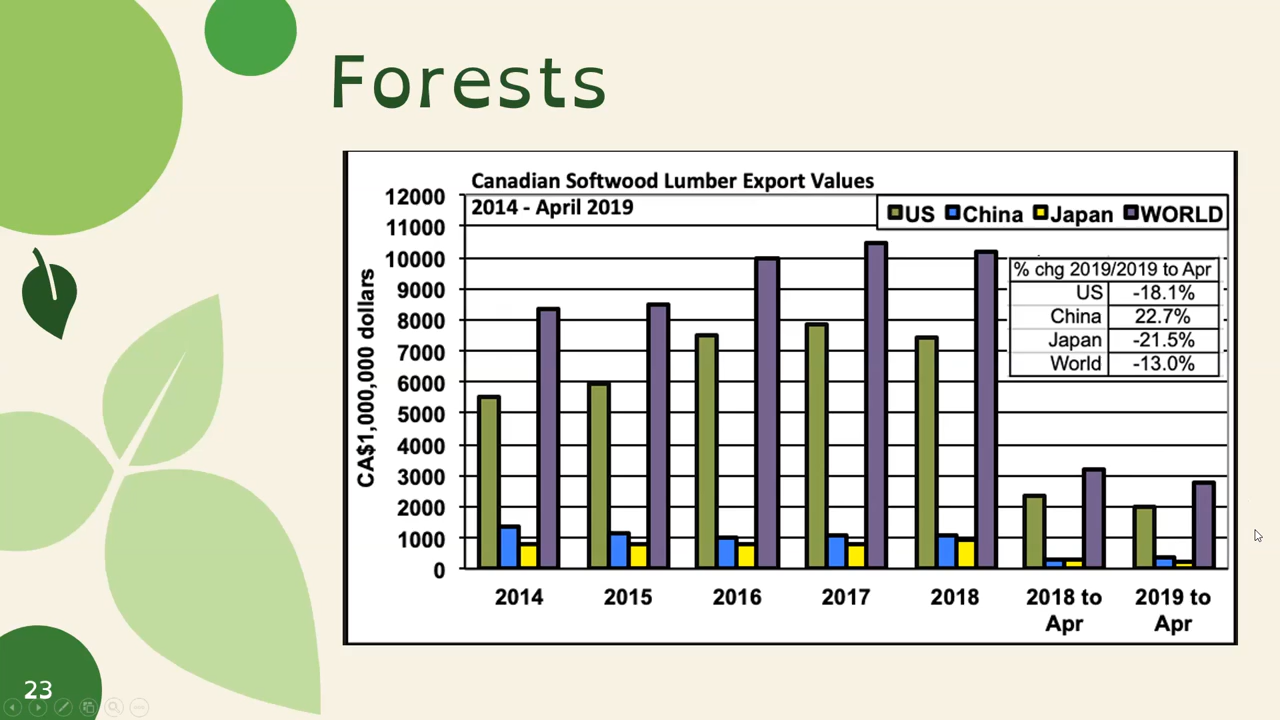 Forests
Canadian Softwood Lumber Export Values
2014 - April 2019
US China Japan WORLD
12000
11000
10000
9000
8000
7000
6000
5000
4000
3000
2000
1000
0
CA$1,000,000 dollars
% chg 2019/2019 to Apr
US -18.1%
China 22.7%
Japan -21.5%
World -13.0%
2014 2015 2016 2017 2018 2018 to 2019 to
Apr Apr
23